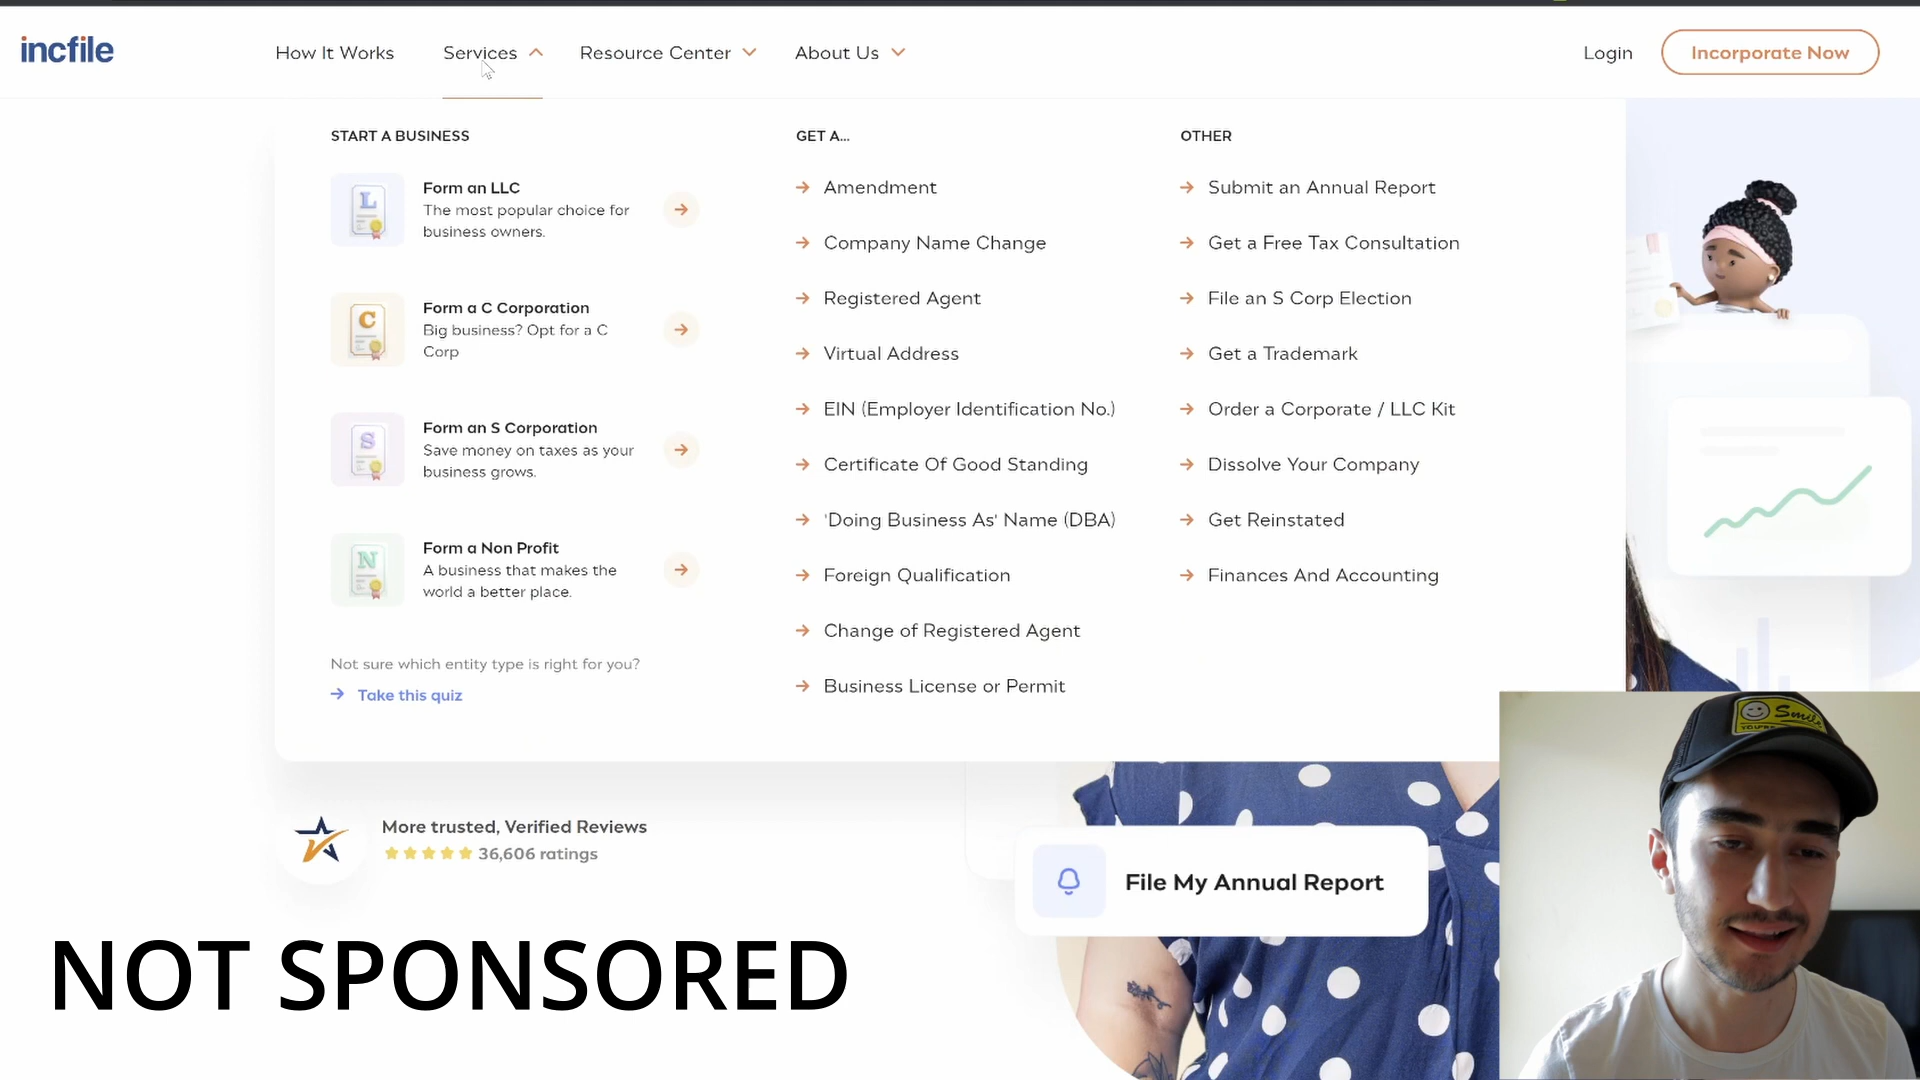 incfile
How It Works
Services
Resource Center
About Us
Login
Incorporate Now
START A BUSINESS
Form an LLC
The most popular choice for
business owners.
Form a C Corporation
Big business? Opt for a C
Corp
Form an S Corporation
Save money on taxes as your
business grows.
Form a Non Profit
A business that makes the
world a better place.
Not sure which entity type is right for you?
Take this quiz
GET A...
Amendment
Company Name Change
Registered Agent
Virtual Address
EIN (Employer Identification No.)
Certificate Of Good Standing
'Doing Business As' Name (DBA)
Foreign Qualification
Change of Registered Agent
Business License or Permit
OTHER
Submit an Annual Report
Get a Free Tax Consultation
File an S Corp Election
Get a Trademark
Order a Corporate / LLC Kit
Dissolve Your Company
Get Reinstated
Finances And Accounting
L
C
S
N
More trusted, Verified Reviews
36,606 ratings
File My Annual Report
NOT SPONSORED
Smile